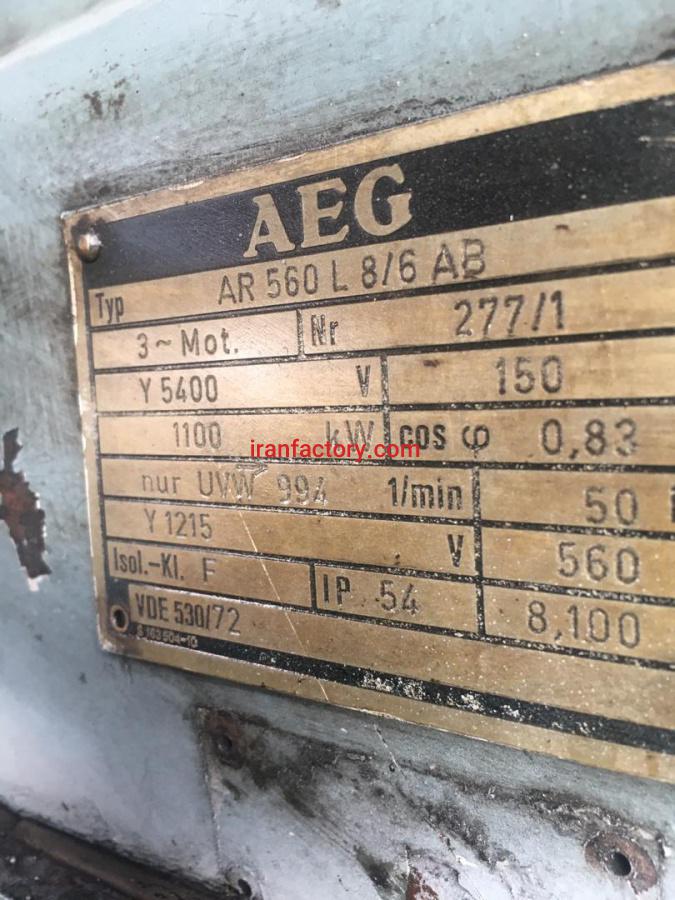 AEG
Typ AR 560 L 8/6 AB
3~ Mot. Nr 277/1
Y 5400 V 150
1100 kW cos φ 0,83
iranfactory.com
nur UVW 994 1/min 50
Y 1215 V 560
Isol.-Kl. F IP 54 8,100
VDE 530/72